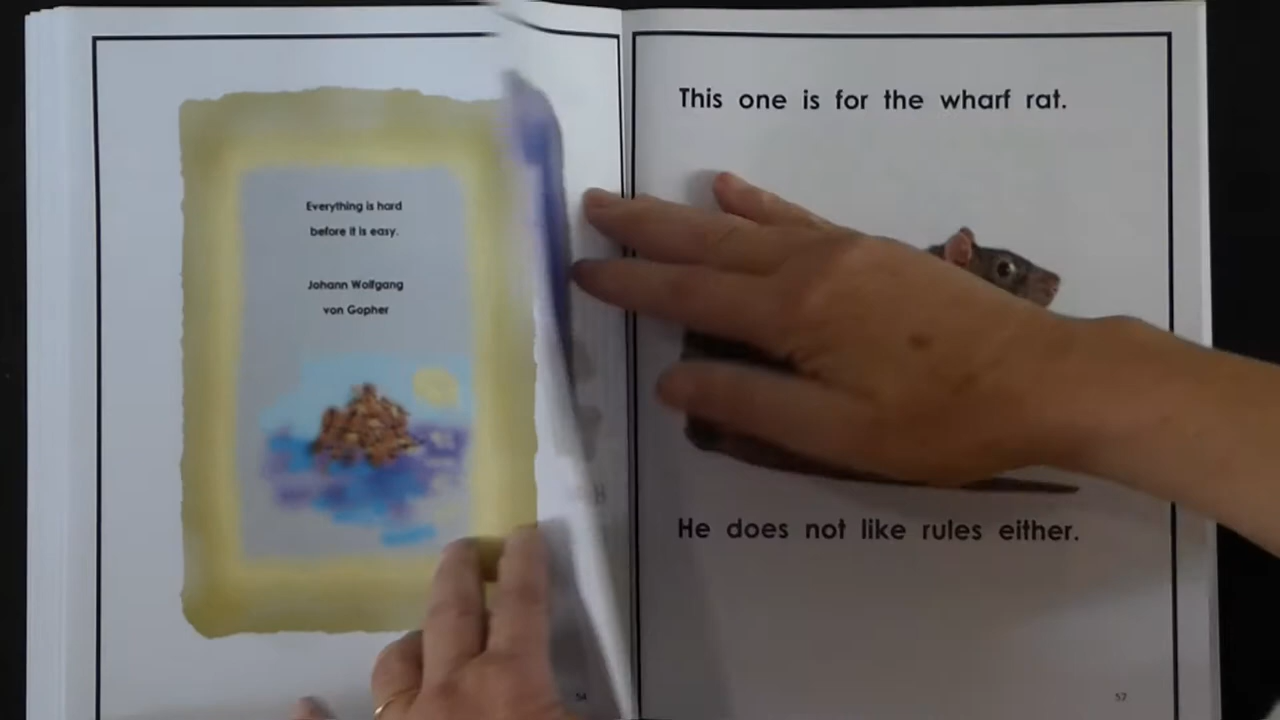 Everything is hard
before it is easy.
Johann Wolfgang
von Gopher
54
This one is for the wharf rat.
He does not like rules either.
57